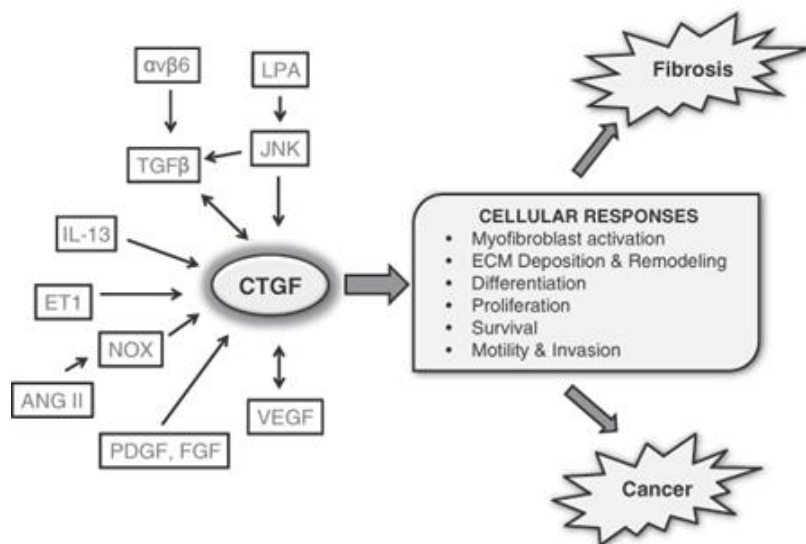 αvβ6
LPA
Fibrosis
TGFβ
JNK
IL-13
CTGF
ET1
NOX
ANG II
VEGF
PDGF, FGF
CELLULAR RESPONSES
• Myofibroblast activation
• ECM Deposition & Remodeling
• Differentiation
• Proliferation
• Survival
• Motility & Invasion
Cancer